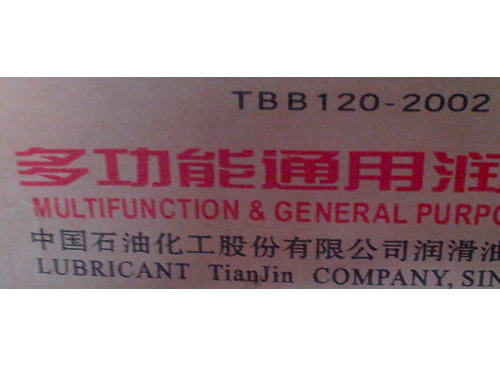 TBB120-2002
多功能通用润
MULTIFUNCTION & GENERAL PURPO
中国石油化工股份有限公司润滑油
LUBRICANT TianJin COMPANY, SIN